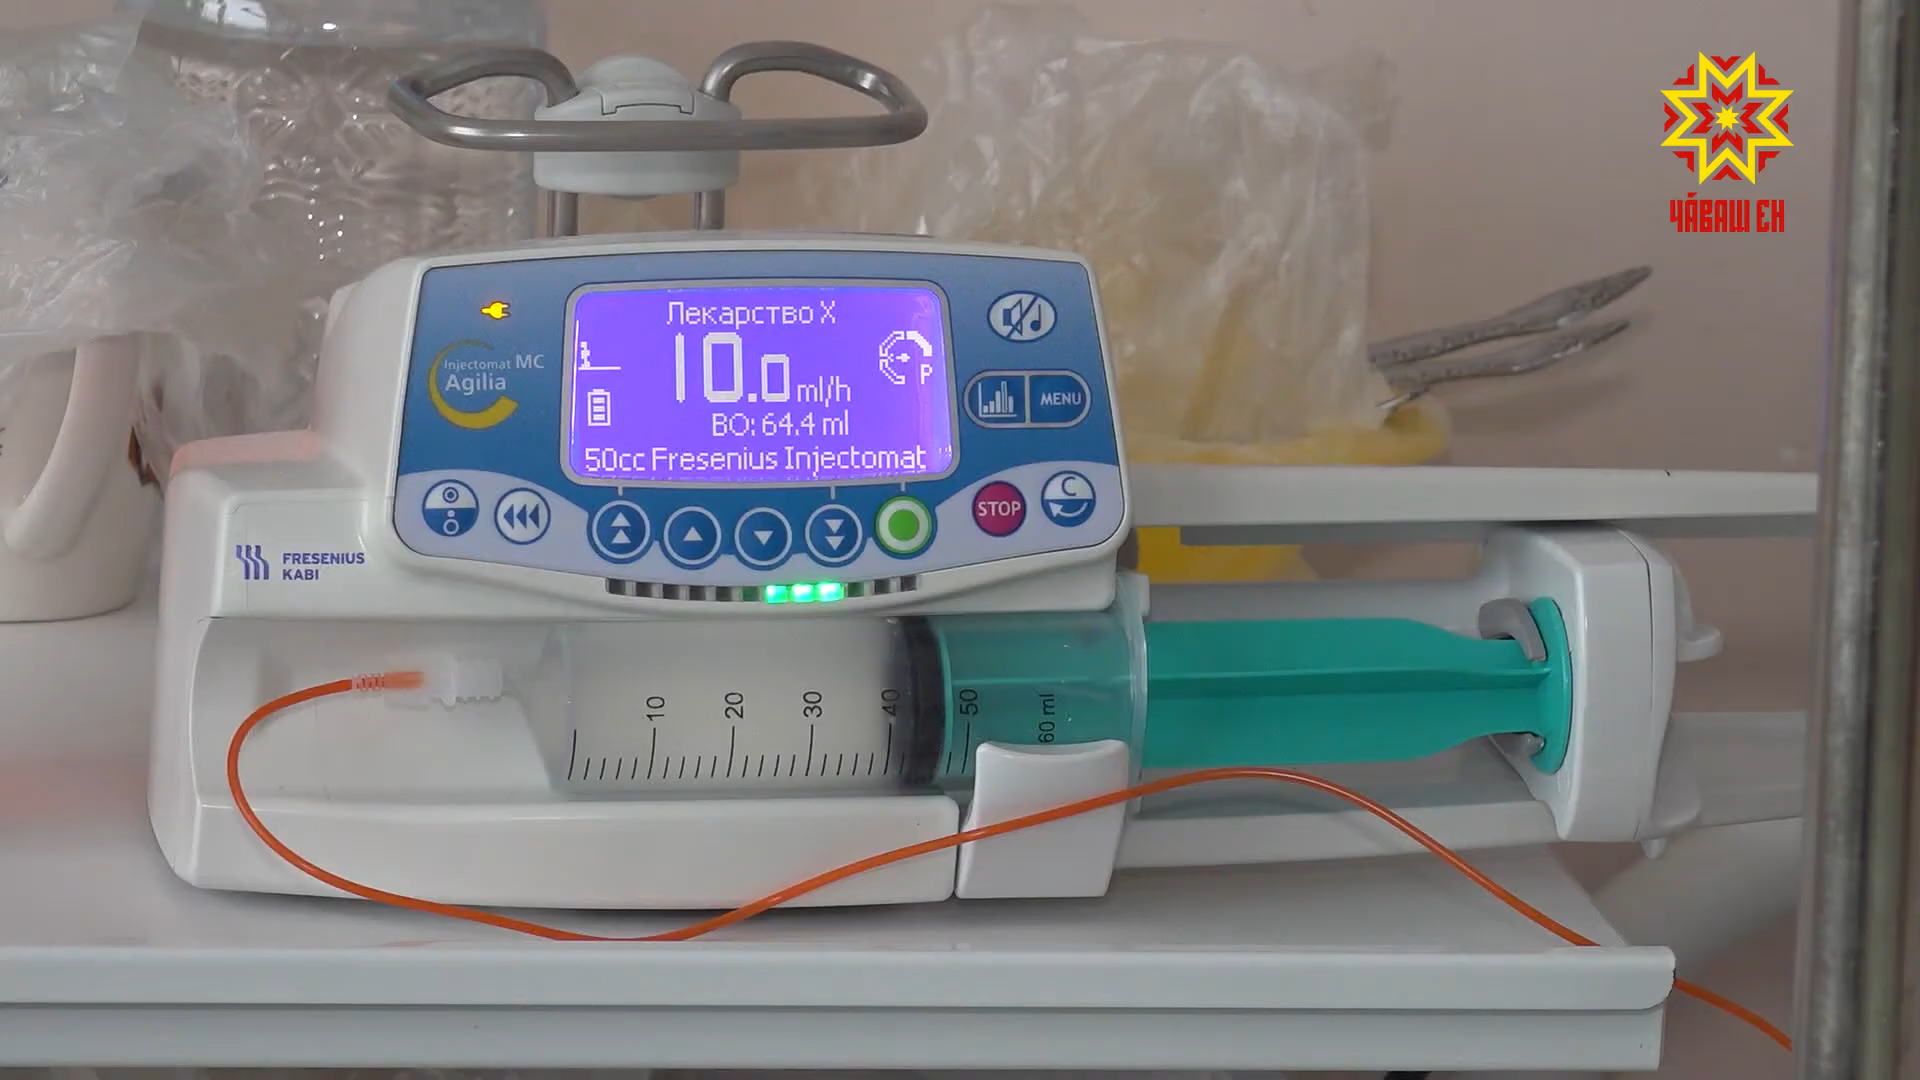 ЧӐВАШ ЕН
Лекарство X
10.0 ml/h
P
ВО: 64.4 ml
50cc Fresenius Injectomat
Injectomat MC
Agilia
MENU
STOP
C
FRESENIUS
KABI
10 20 30 40 50 60 ml